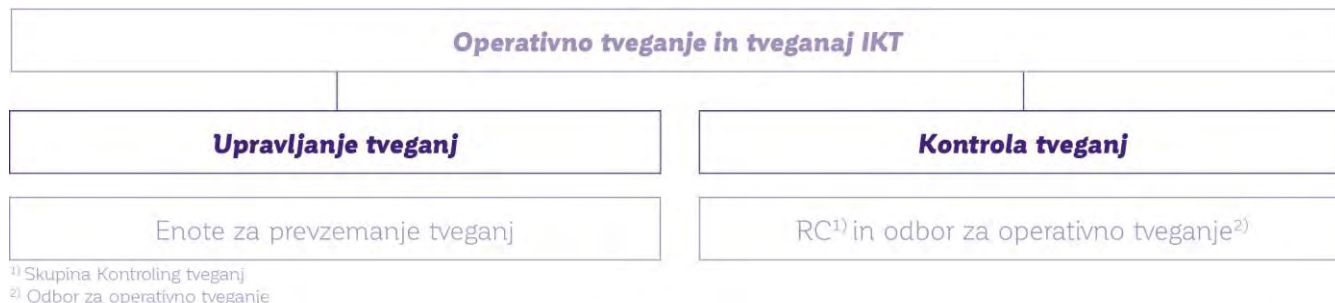 Operativno tveganje in tveganaj IKT
Upravljanje tveganj
Kontrola tveganj
Enote za prevzemanje tveganj
RC¹⁾ in odbor za operativno tveganje²⁾
¹⁾ Skupina Kontroling tveganj
²⁾ Odbor za operativno tveganje